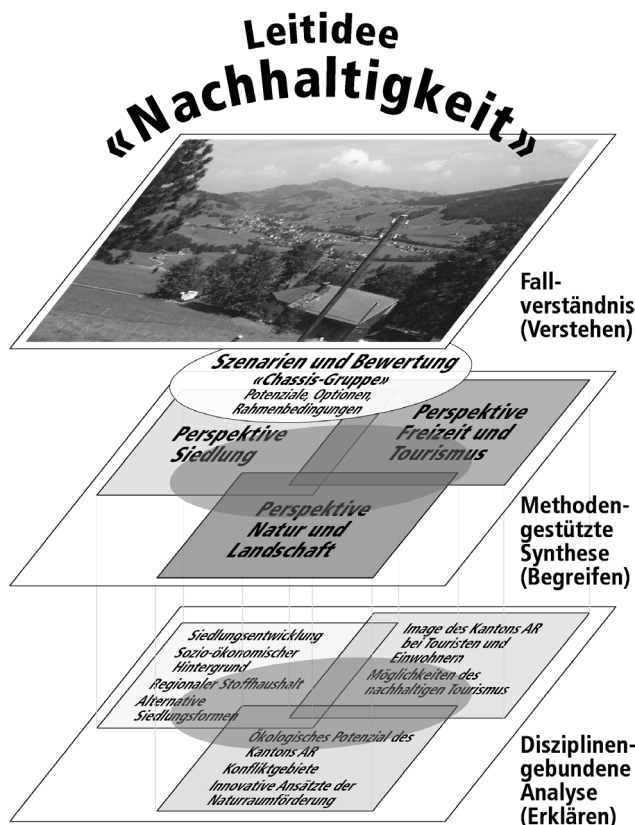 Leitidee
«Nachhaltigkeit»
Fall-
verständnis
(Verstehen)
Szenarien und Bewertung
«Chassis-Gruppe»
Potenziale, Optionen,
Rahmenbedingungen
Perspektive
Siedlung
Perspektive
Freizeit und
Tourismus
Perspektive
Natur und
Landschaft
Methoden-
gestützte
Synthese
(Begreifen)
Siedlungsentwicklung
Sozio-ökonomischer
Hintergrund
Regionaler Stoffhaushalt
Alternative
Siedlungsformen
Image des Kantons AR
bei Touristen und
Einwohnern
Möglichkeiten des
nachhaltigen Tourismus
Ökologisches Potenzial des
Kantons AR
Konfliktgebiete
Innovative Ansätze der
Naturraumförderung
Disziplinen-
gebundene
Analyse
(Erklären)